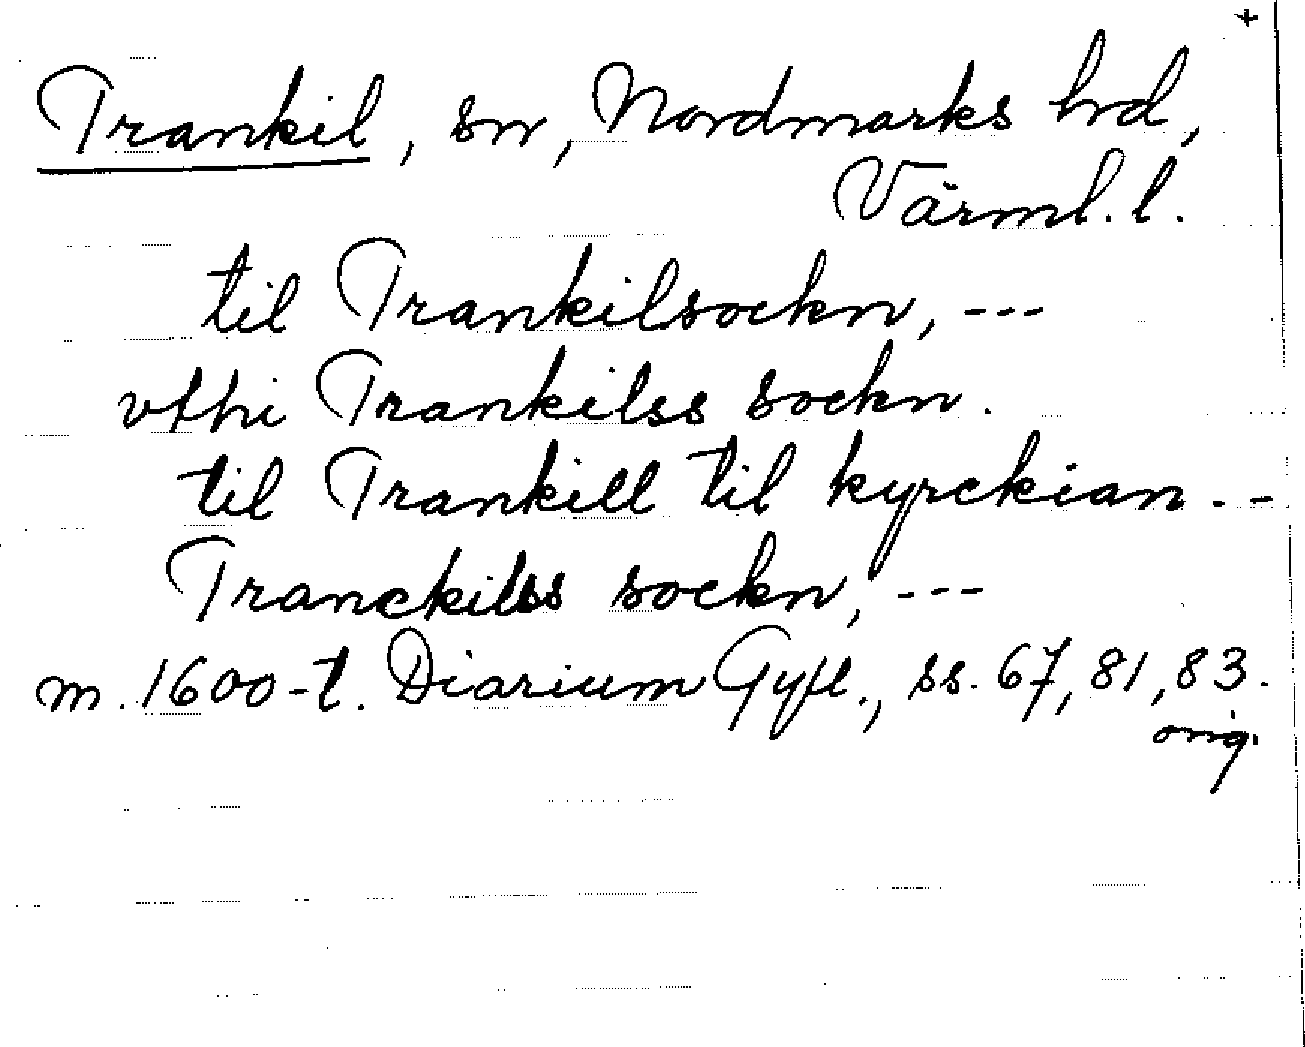 +
Trankil, sn, Nordmarks hd,
Värml. l.
til Trankilsockn, ---
vthi Trankilss sockn.
til Trankill til kyrckian --
Tranckilss sockn, ---
m. 1600-t. Diarium Gyll., ss. 67, 81, 83.
orig.